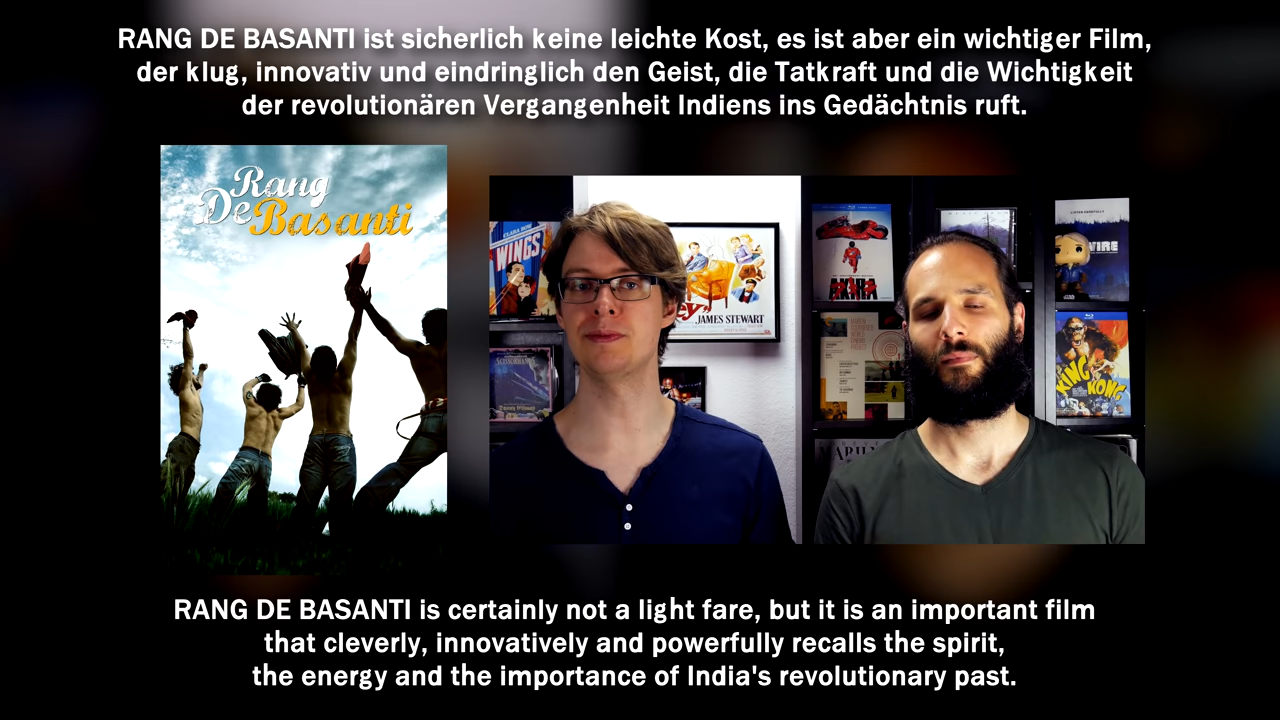 RANG DE BASANTI ist sicherlich keine leichte Kost, es ist aber ein wichtiger Film,
der klug, innovativ und eindringlich den Geist, die Tatkraft und die Wichtigkeit
der revolutionären Vergangenheit Indiens ins Gedächtnis ruft.
Rang
De Basanti
CLARA BOW
WINGS
JAMES STEWART
AKIRA
KING
KONG
RANG DE BASANTI is certainly not a light fare, but it is an important film
that cleverly, innovatively and powerfully recalls the spirit,
the energy and the importance of India's revolutionary past.